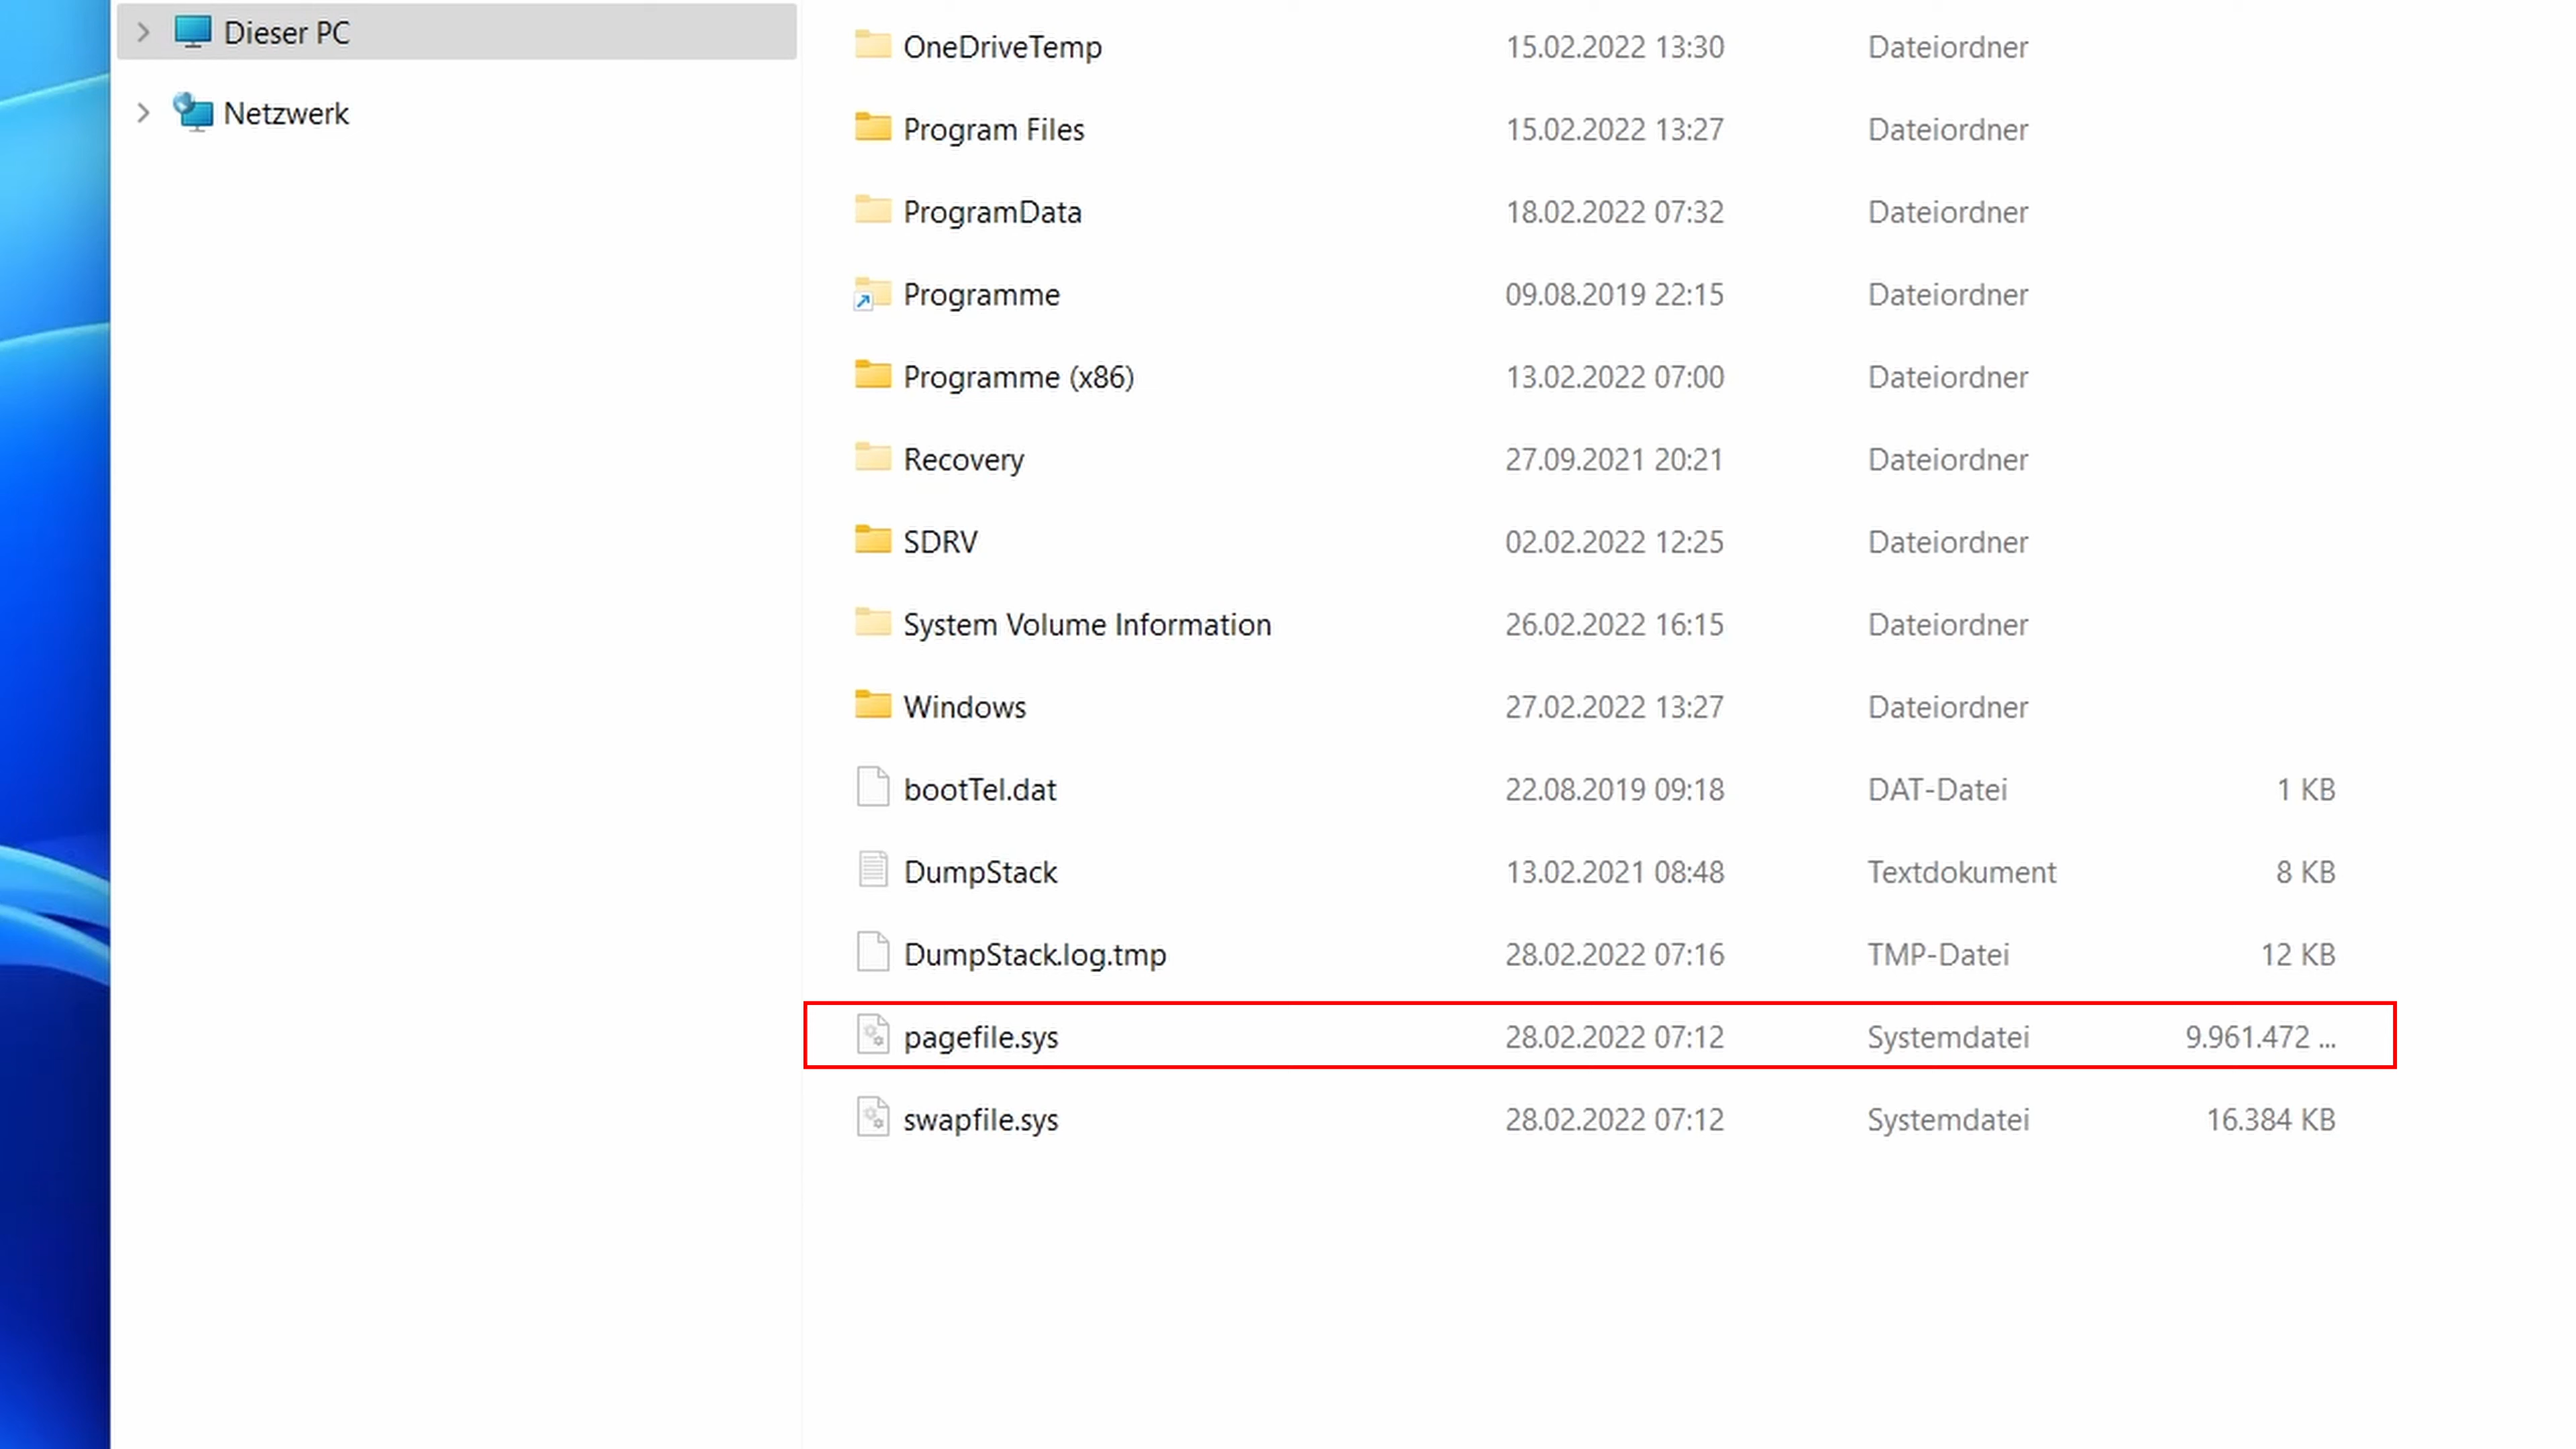 Dieser PC
Netzwerk
OneDriveTemp 15.02.2022 13:30 Dateiordner
Program Files 15.02.2022 13:27 Dateiordner
ProgramData 18.02.2022 07:32 Dateiordner
Programme 09.08.2019 22:15 Dateiordner
Programme (x86) 13.02.2022 07:00 Dateiordner
Recovery 27.09.2021 20:21 Dateiordner
SDRV 02.02.2022 12:25 Dateiordner
System Volume Information 26.02.2022 16:15 Dateiordner
Windows 27.02.2022 13:27 Dateiordner
bootTel.dat 22.08.2019 09:18 DAT-Datei 1 KB
DumpStack 13.02.2021 08:48 Textdokument 8 KB
DumpStack.log.tmp 28.02.2022 07:16 TMP-Datei 12 KB
pagefile.sys 28.02.2022 07:12 Systemdatei 9.961.472 ...
swapfile.sys 28.02.2022 07:12 Systemdatei 16.384 KB